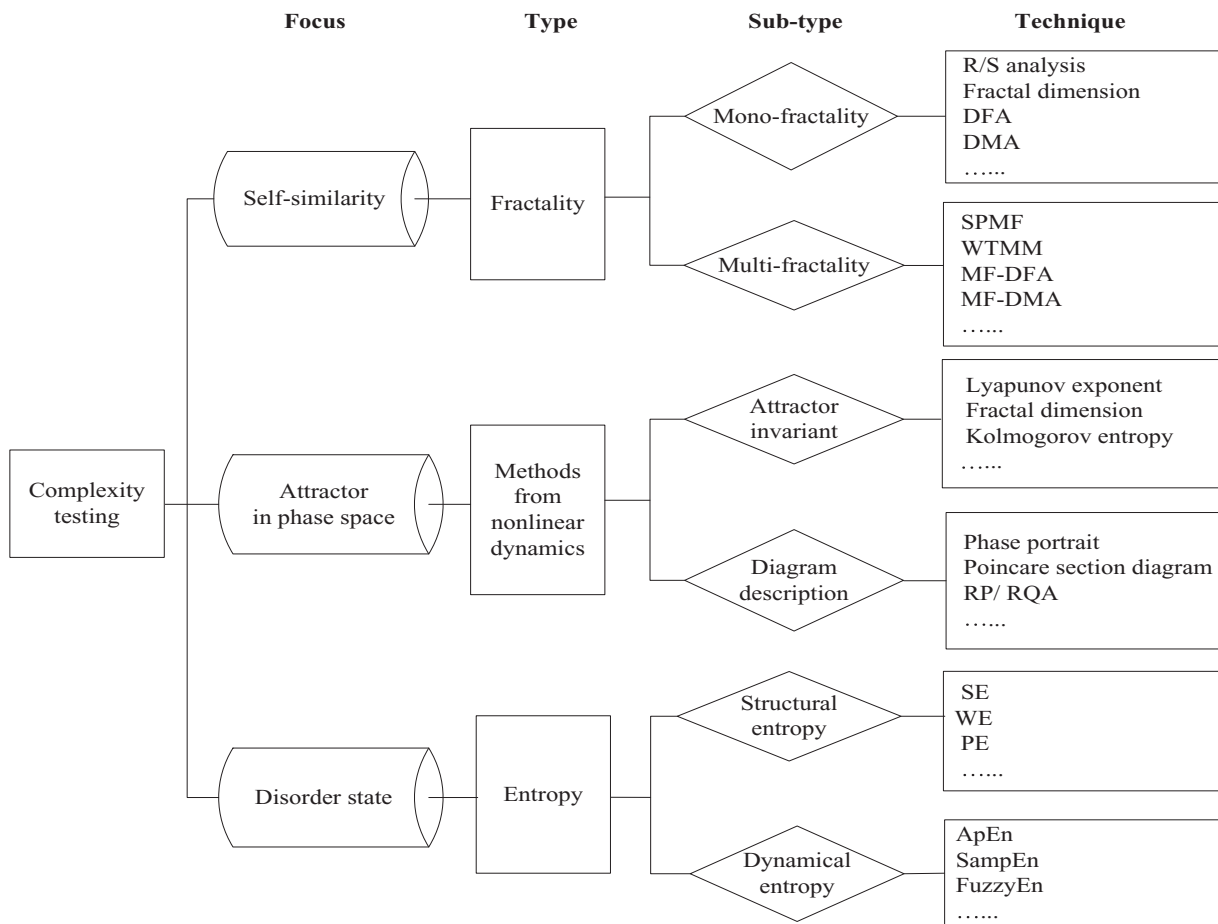 Focus
Type
Sub-type
Technique
Self-similarity
Fractality
Mono-fractality
R/S analysis
Fractal dimension
DFA
DMA
…...
Multi-fractality
SPMF
WTMM
MF-DFA
MF-DMA
…...
Complexity
testing
Attractor
in phase space
Methods
from
nonlinear
dynamics
Attractor
invariant
Lyapunov exponent
Fractal dimension
Kolmogorov entropy
…...
Diagram
description
Phase portrait
Poincare section diagram
RP/ RQA
…...
Disorder state
Entropy
Structural
entropy
SE
WE
PE
…...
Dynamical
entropy
ApEn
SampEn
FuzzyEn
…...